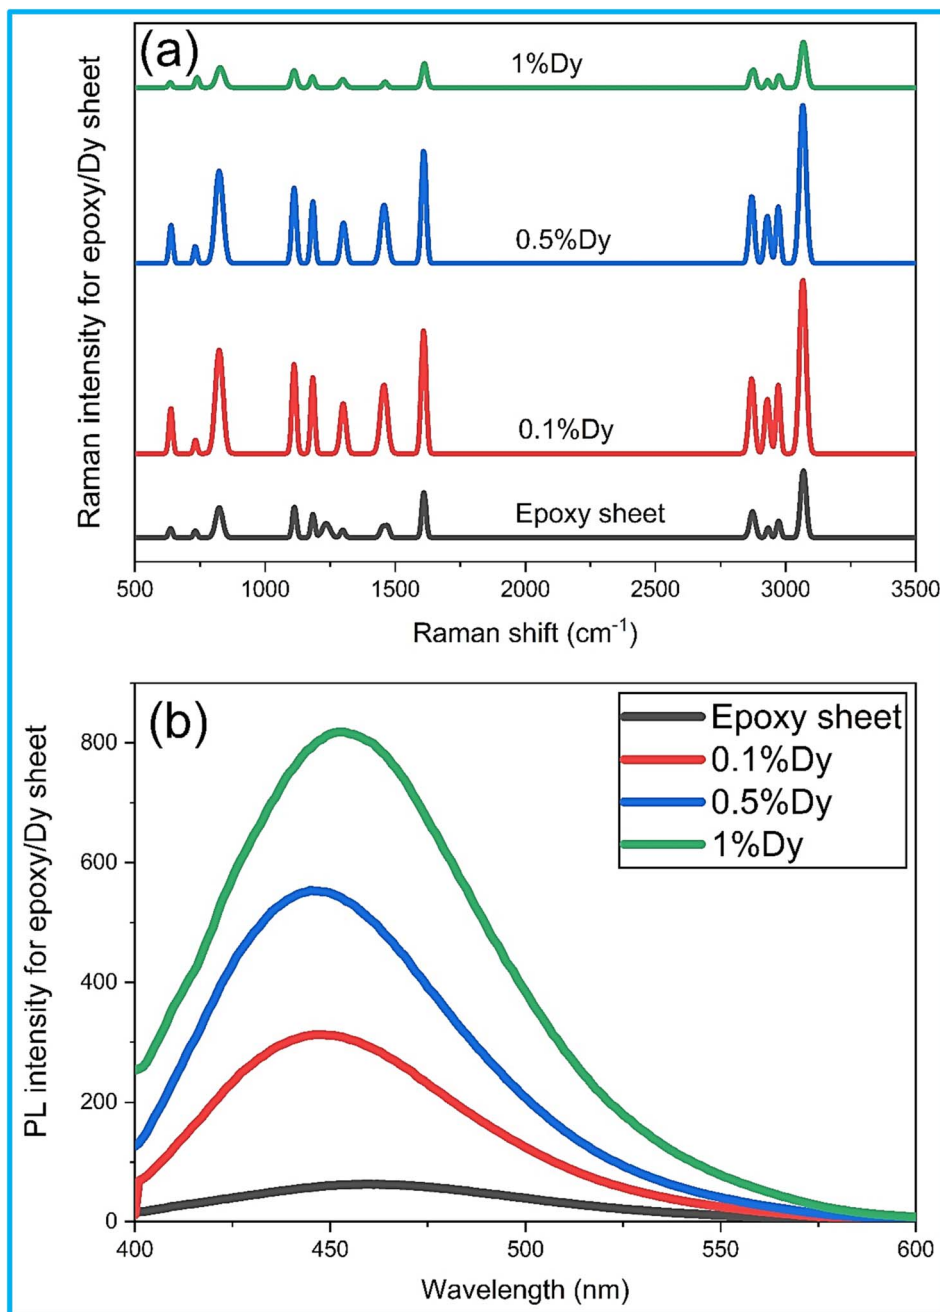 (a)
1%Dy
0.5%Dy
0.1%Dy
Epoxy sheet
Raman intensity for epoxy/Dy sheet
500 1000 1500 2000 2500 3000 3500
Raman shift (cm⁻¹)
(b)
Epoxy sheet
0.1%Dy
0.5%Dy
1%Dy
800
600
400
200
0
PL intensity for epoxy/Dy sheet
400 450 500 550 600
Wavelength (nm)